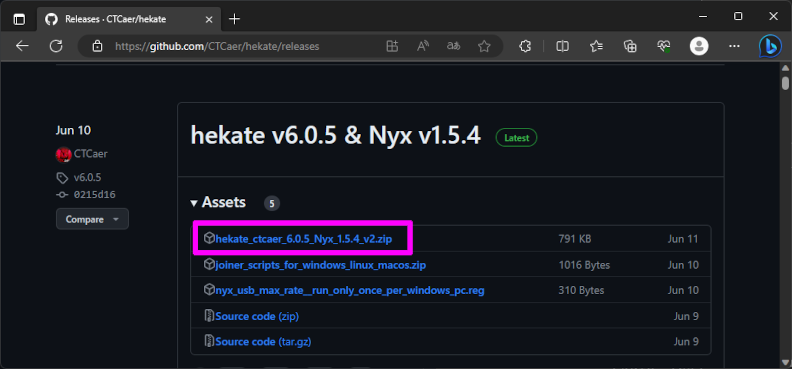 Releases · CTCaer/hekate
https://github.com/CTCaer/hekate/releases
Jun 10
CTCaer
v6.0.5
0215d16
Compare
hekate v6.0.5 & Nyx v1.5.4 Latest
Assets 5
hekate_ctcaer_6.0.5_Nyx_1.5.4_v2.zip 791 KB Jun 11
joiner_scripts_for_windows_linux_macos.zip 1016 Bytes Jun 10
nyx_usb_max_rate__run_only_once_per_windows_pc.reg 310 Bytes Jun 10
Source code (zip) Jun 9
Source code (tar.gz) Jun 9